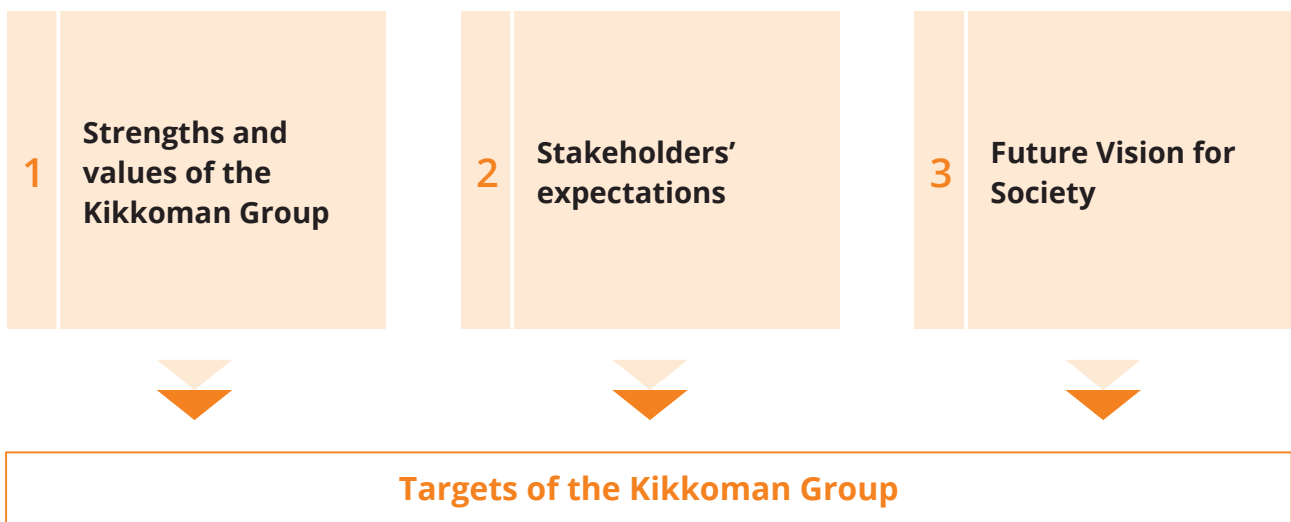 1
Strengths and
values of the
Kikkoman Group
2
Stakeholders’
expectations
3
Future Vision for
Society
Targets of the Kikkoman Group